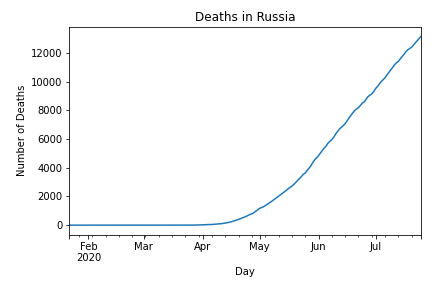 Deaths in Russia
Number of Deaths
12000
10000
8000
6000
4000
2000
0
Feb
2020
Mar
Apr
May
Jun
Jul
Day